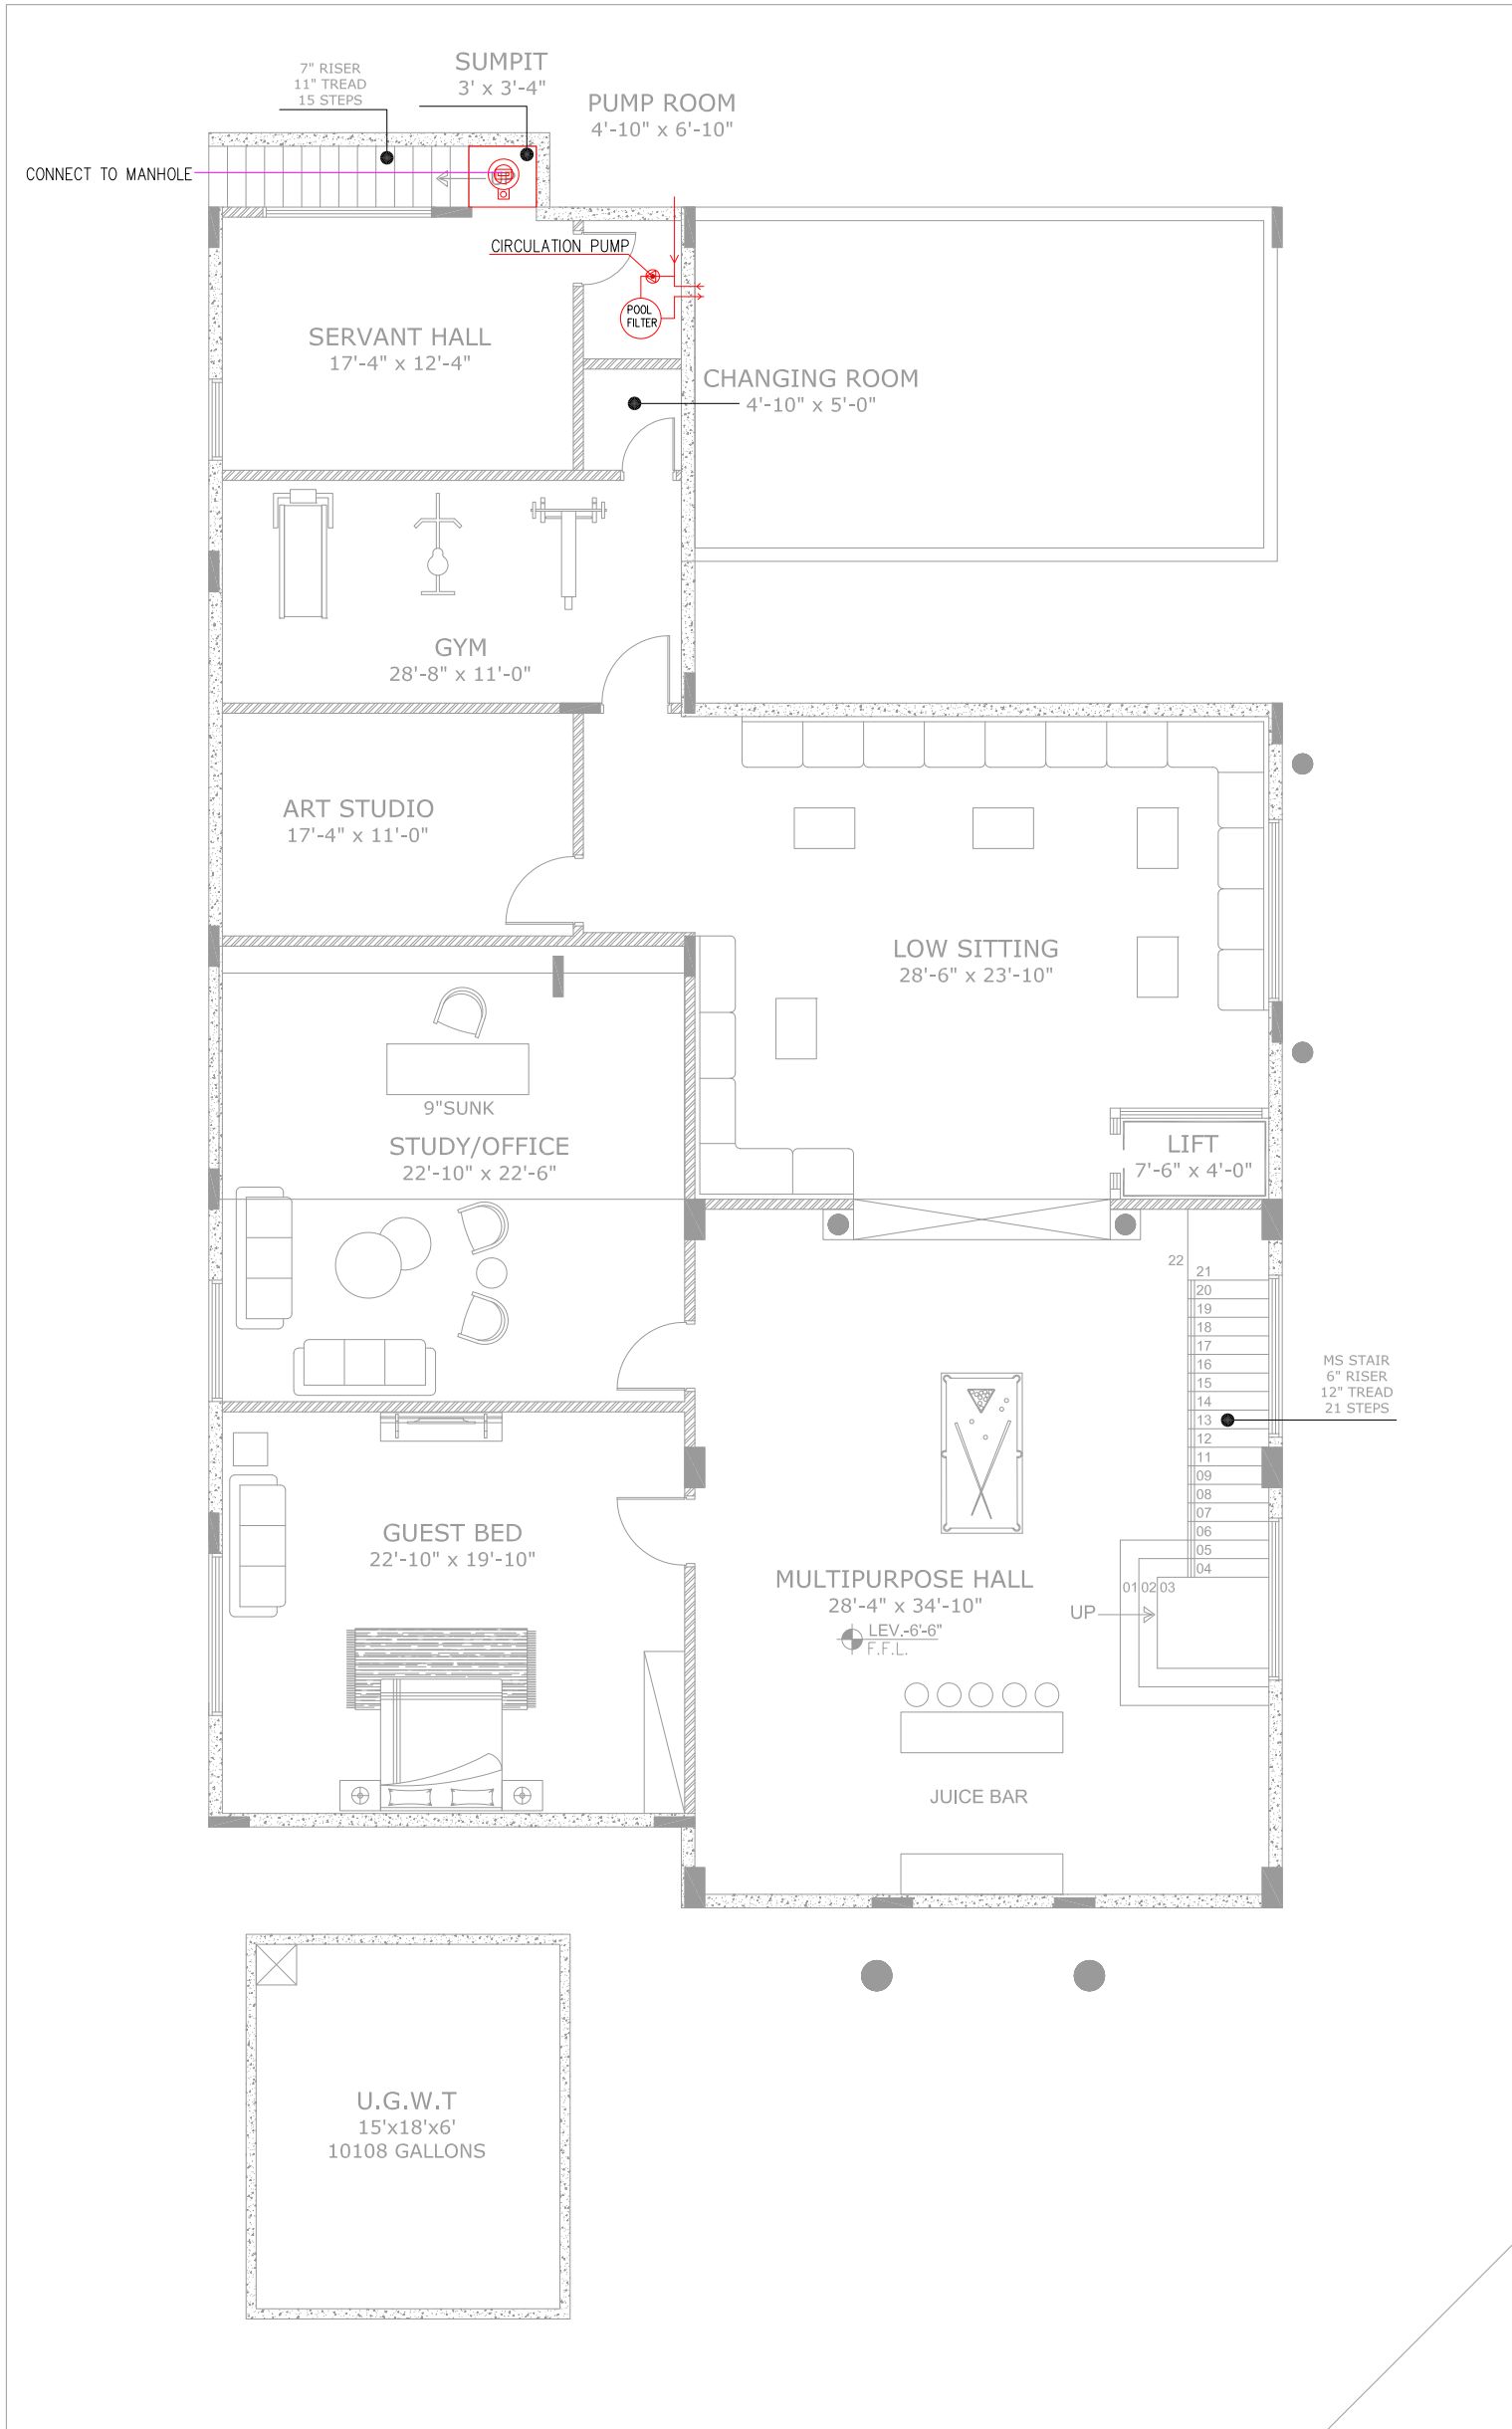 7" RISER
11" TREAD
15 STEPS
SUMPIT
3' x 3'-4"
PUMP ROOM
4'-10" x 6'-10"
CONNECT TO MANHOLE
CIRCULATION PUMP
POOL
FILTER
SERVANT HALL
17'-4" x 12'-4"
CHANGING ROOM
4'-10" x 5'-0"
GYM
28'-8" x 11'-0"
ART STUDIO
17'-4" x 11'-0"
LOW SITTING
28'-6" x 23'-10"
9"SUNK
STUDY/OFFICE
22'-10" x 22'-6"
LIFT
7'-6" x 4'-0"
22
21
20
19
18
17
16
15
14
13
12
11
09
08
07
06
05
04
01 02 03
MS STAIR
6" RISER
12" TREAD
21 STEPS
GUEST BED
22'-10" x 19'-10"
MULTIPURPOSE HALL
28'-4" x 34'-10"
UP
LEV.-6'-6"
F.F.L.
JUICE BAR
U.G.W.T
15'x18'x6'
10108 GALLONS